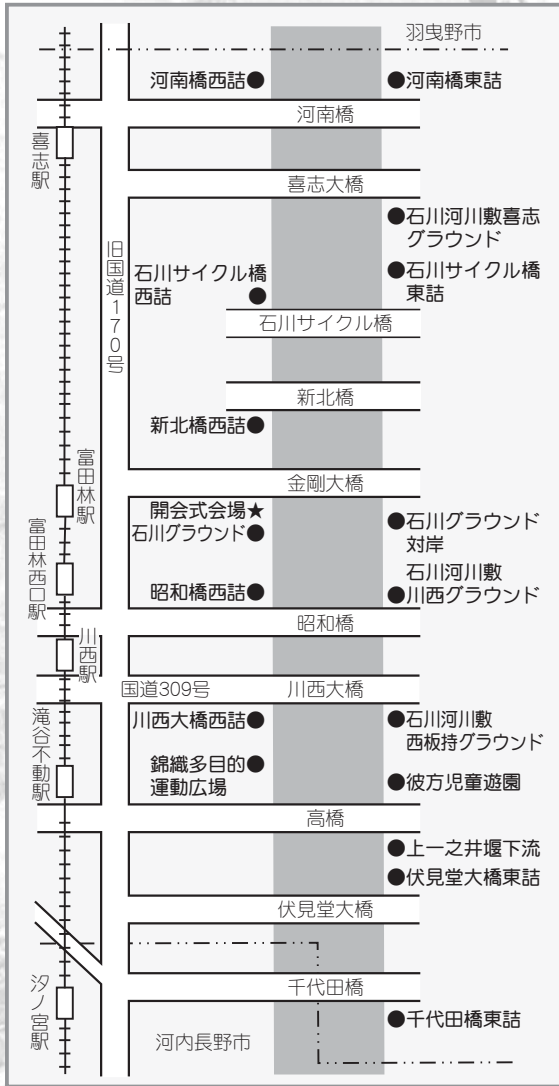 羽曳野市
河南橋西詰●
●河南橋東詰
河南橋
喜志駅
喜志大橋
●石川河川敷喜志
グラウンド
旧国道170号
石川サイクル橋
西詰●
●石川サイクル橋
東詰
石川サイクル橋
新北橋
新北橋西詰●
富田林駅
金剛大橋
開会式会場★
石川グラウンド●
●石川グラウンド
対岸
富田林西口駅
昭和橋西詰●
石川河川敷
●川西グラウンド
昭和橋
川西駅
国道309号
川西大橋
滝谷不動駅
川西大橋西詰●
●石川河川敷
西板持グラウンド
錦織多目的●
運動広場
●彼方児童遊園
高橋
●上一之井堰下流
●伏見堂大橋東詰
伏見堂大橋
汐ノ宮駅
千代田橋
●千代田橋東詰
河内長野市